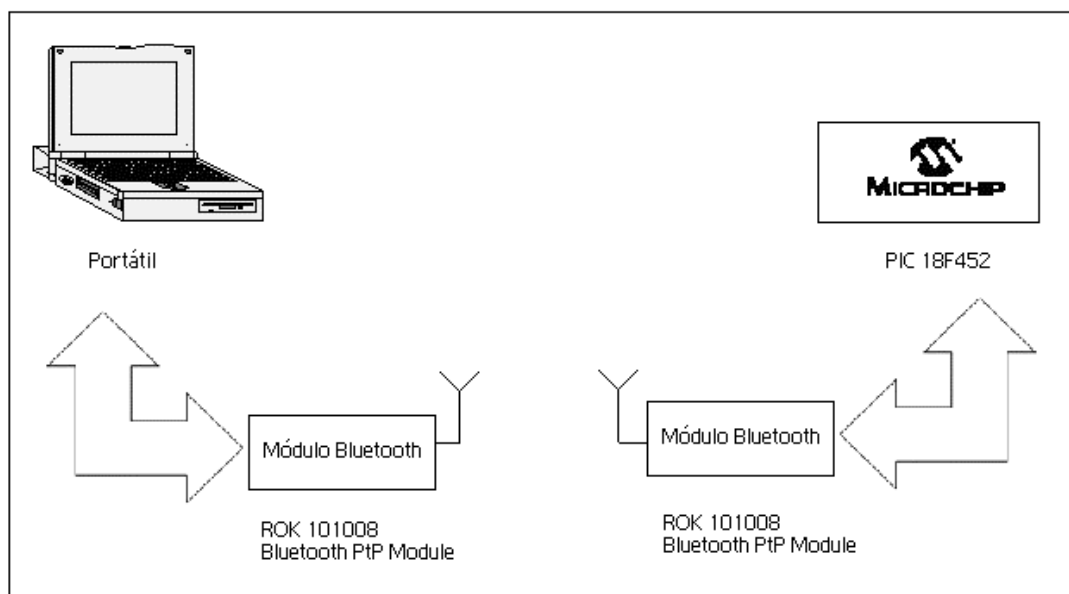 MICROCHIP
Portátil
PIC 18F452
Módulo Bluetooth
Módulo Bluetooth
ROK 101008
Bluetooth PtP Module
ROK 101008
Bluetooth PtP Module